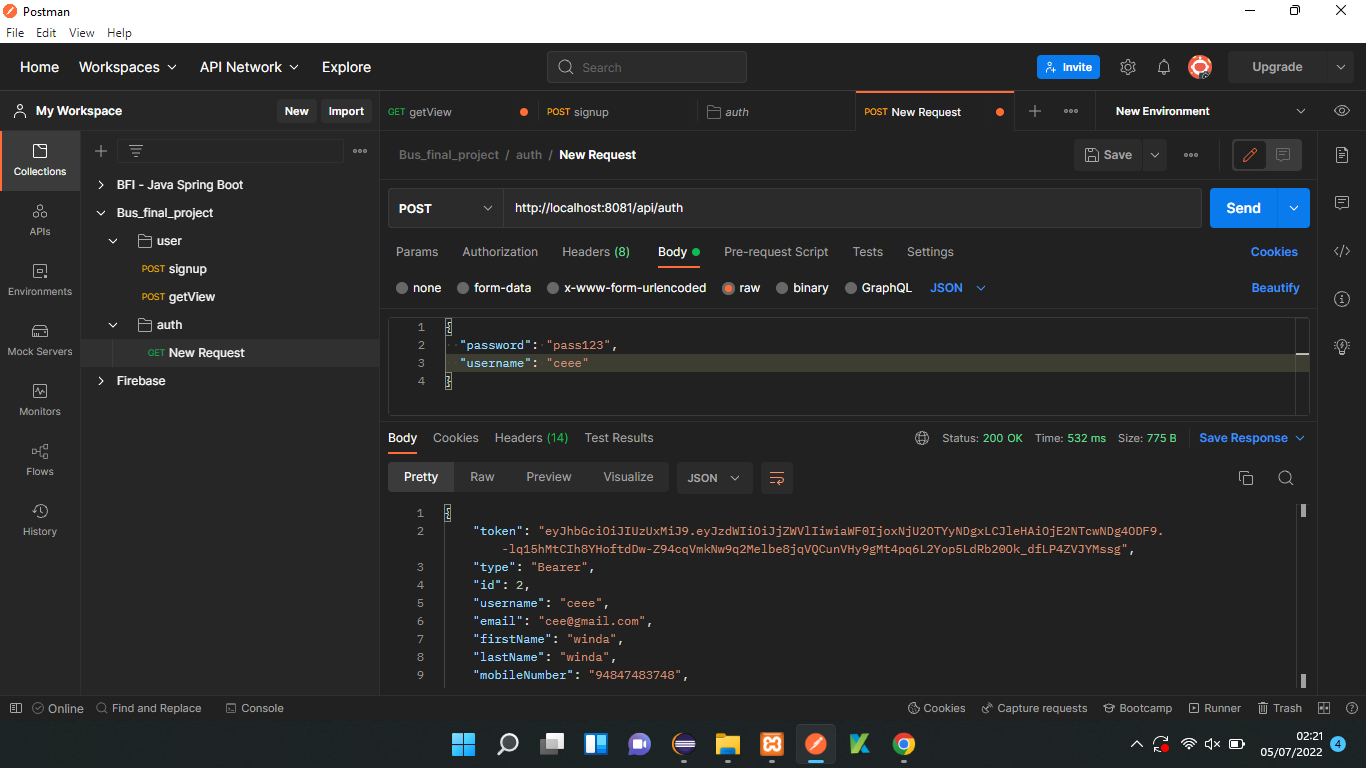 Postman
File Edit View Help
Home Workspaces API Network Explore Search Invite Upgrade
My Workspace New Import GET getView POST signup auth POST New Request New Environment
Collections
APIs
Environments
Mock Servers
Monitors
Flows
History
BFI - Java Spring Boot
Bus_final_project
user
POST signup
POST getView
auth
GET New Request
Firebase
Bus_final_project / auth / New Request Save
POST http://localhost:8081/api/auth Send
Params Authorization Headers (8) Body Pre-request Script Tests Settings Cookies
none form-data x-www-form-urlencoded raw binary GraphQL JSON Beautify
1 {
2 "password": "pass123",
3 "username": "ceee"
4 }
Body Cookies Headers (14) Test Results Status: 200 OK Time: 532 ms Size: 775 B Save Response
Pretty Raw Preview Visualize JSON
1 {
2 "token": "eyJhbGciOiJIUzUxMiJ9.eyJzdWIiOiJjZWVlIiwiaWF0IjoxNjU2OTYyNDgxLCJleHAiOjE2NTcwNDg4ODF9.
-lq15hMtCIh8YHoftdDw-Z94cqVmkNw9q2Melbe8jqVQCunVHy9gMt4pq6L2Yop5LdRb20Ok_dfLP4ZVJYMssg",
3 "type": "Bearer",
4 "id": 2,
5 "username": "ceee",
6 "email": "cee@gmail.com",
7 "firstName": "winda",
8 "lastName": "winda",
9 "mobileNumber": "94847483748",
Online Find and Replace Console Cookies Capture requests Bootcamp Runner Trash
02:21
05/07/2022 4